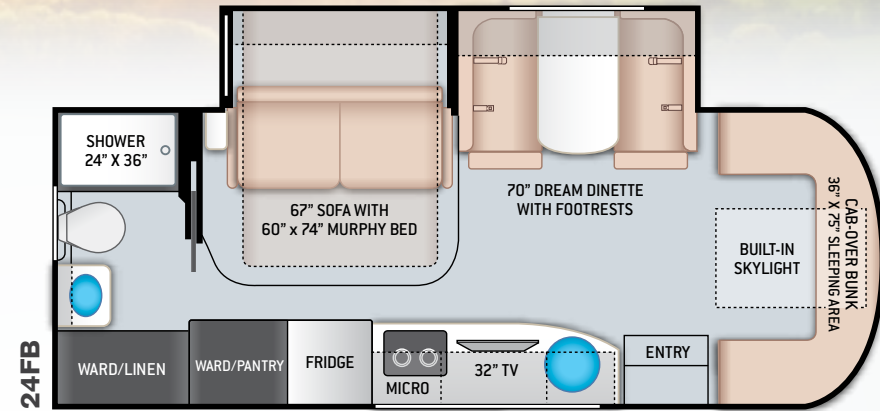 SHOWER
24" X 36"
67" SOFA WITH
60" x 74" MURPHY BED
70" DREAM DINETTE
WITH FOOTRESTS
CAB-OVER BUNK
36" X 75" SLEEPING AREA
BUILT-IN
SKYLIGHT
WARD/LINEN
WARD/PANTRY
FRIDGE
MICRO
32" TV
ENTRY
24FB